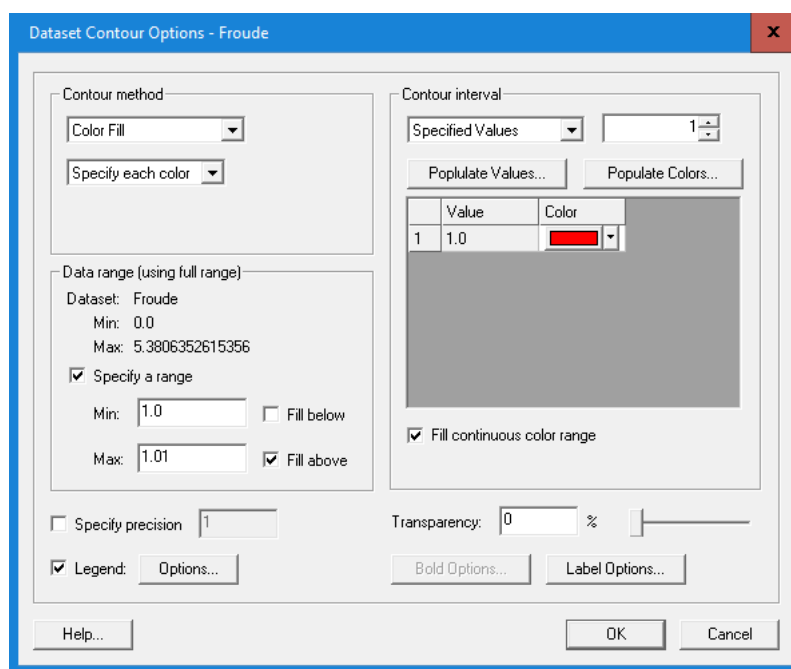 Dataset Contour Options - Froude
x
Contour method
Color Fill
Specify each color
Data range (using full range)
Dataset: Froude
Min: 0.0
Max: 5.3806352615356
Specify a range
Min: 1.0
Fill below
Max: 1.01
Fill above
Specify precision
1
Legend:
Options...
Contour interval
Specified Values
1
Poplulate Values...
Populate Colors...
Value Color
1 1.0
Fill continuous color range
Transparency: 0 %
Bold Options...
Label Options...
Help...
OK
Cancel